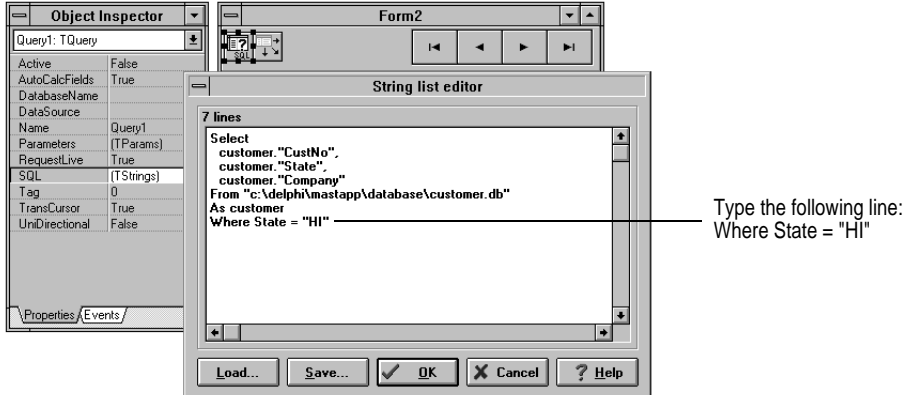 Object Inspector
Query1: TQuery
Active False
AutoCalcFields True
DatabaseName
DataSource
Name Query1
Parameters (TParams)
RequestLive True
SQL (TStrings)
Tag 0
TransCursor True
UniDirectional False
Properties Events
Form2
SQL
String list editor
7 lines
Select
customer."CustNo",
customer."State",
customer."Company"
From "c:\delphi\mastapp\database\customer.db"
As customer
Where State = "HI"
Load... Save... OK Cancel ? Help
Type the following line:
Where State = "HI"